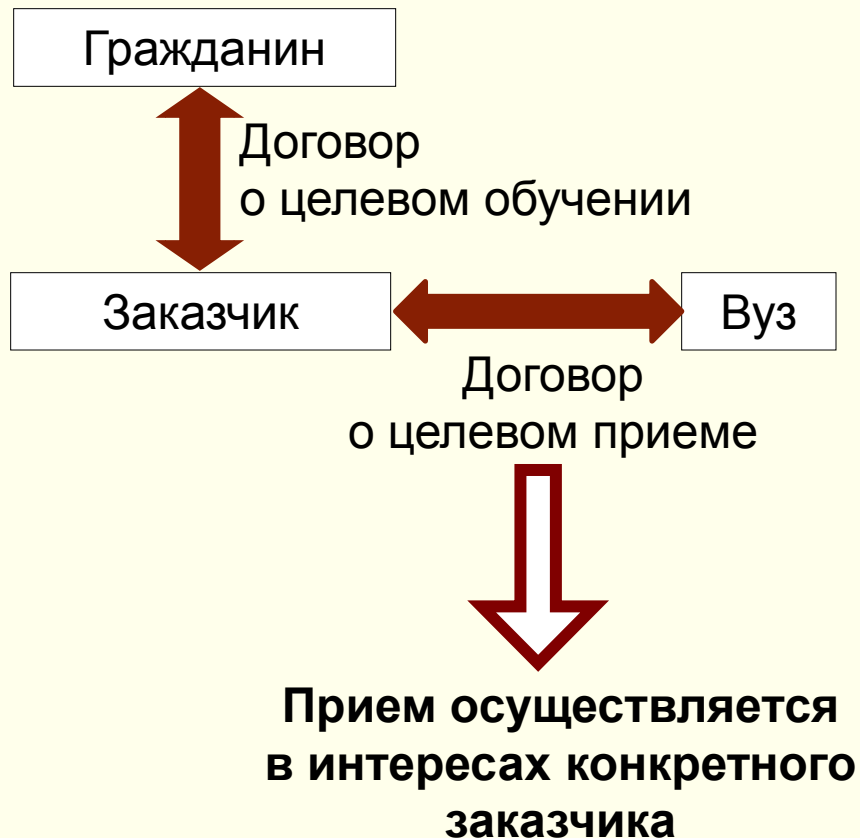 Гражданин
Договор
о целевом обучении
Заказчик
Вуз
Договор
о целевом приеме
Прием осуществляется
в интересах конкретного
заказчика